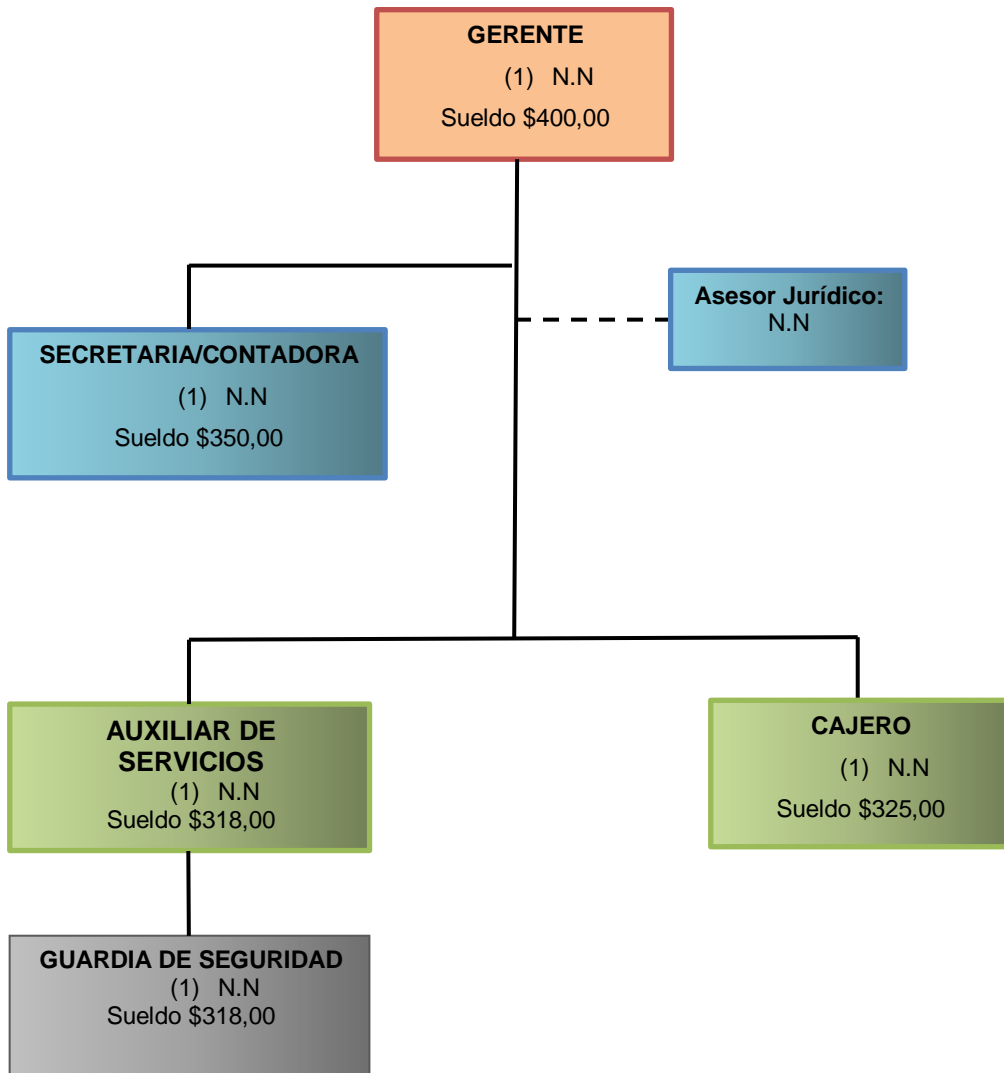 GERENTE
(1) N.N
Sueldo $400,00
Asesor Jurídico:
N.N
SECRETARIA/CONTADORA
(1) N.N
Sueldo $350,00
AUXILIAR DE
SERVICIOS
(1) N.N
Sueldo $318,00
CAJERO
(1) N.N
Sueldo $325,00
GUARDIA DE SEGURIDAD
(1) N.N
Sueldo $318,00